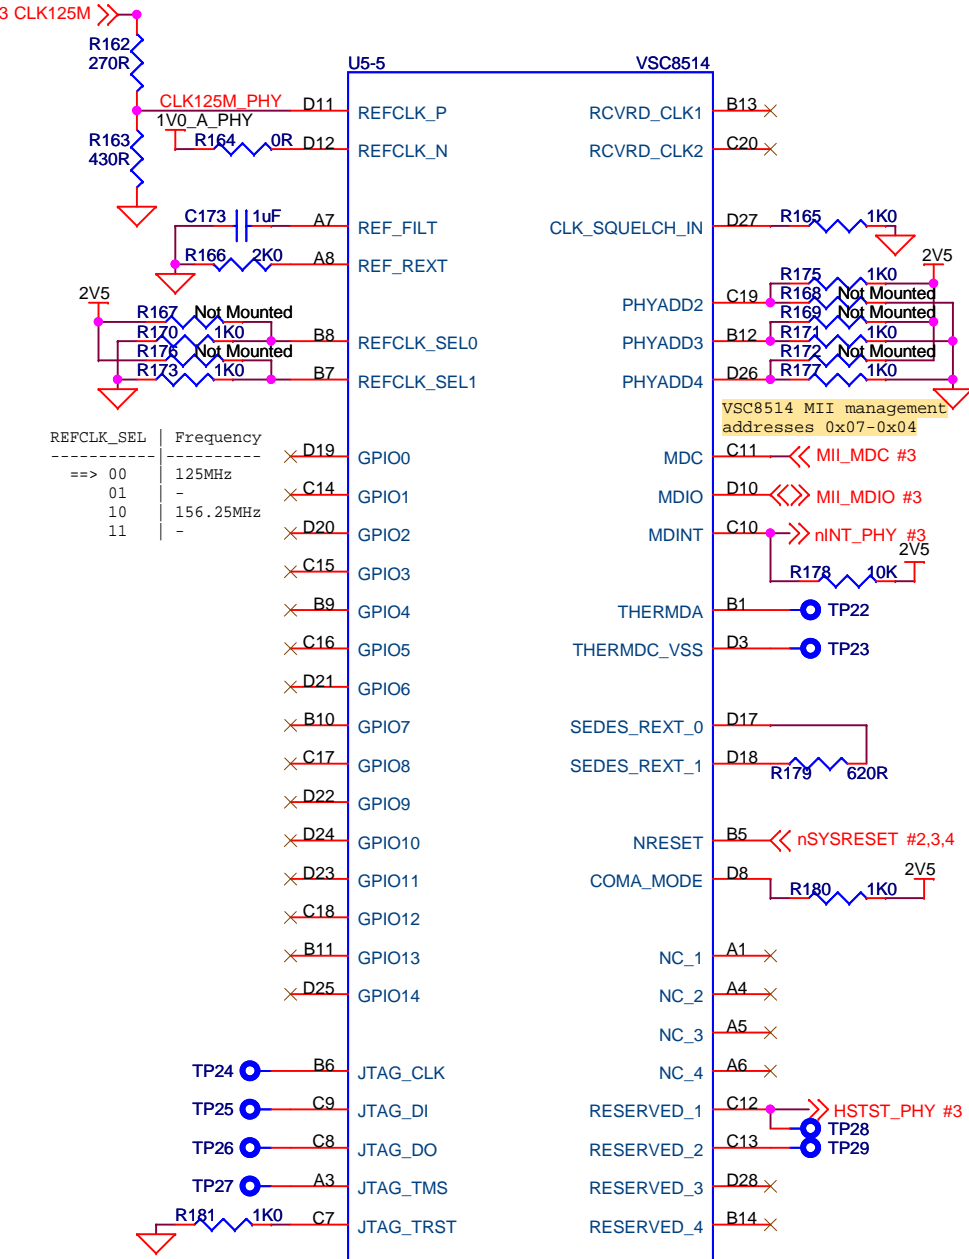 3 CLK125M
R162
270R
U5-5 VSC8514
CLK125M_PHY D11 REFCLK_P RCVRD_CLK1 B13
1V0_A_PHY
R163
430R
R164 0R D12 REFCLK_N RCVRD_CLK2 C20
C173 1uF A7 REF_FILT CLK_SQUELCH_IN D27 R165 1K0
R166 2K0 A8 REF_REXT
2V5
R175 1K0
2V5
C19 R168 Not Mounted
PHYADD2
R167 Not Mounted
R169 Not Mounted
R170 1K0 B8 REFCLK_SEL0 PHYADD3 B12 R171 1K0
R176 Not Mounted
R172 Not Mounted
R173 1K0 B7 REFCLK_SEL1 PHYADD4 D26 R177 1K0
VSC8514 MII management
addresses 0x07-0x04
REFCLK_SEL | Frequency
-----------|----------
==> 00 | 125MHz
01 | -
10 | 156.25MHz
11 | -
D19 GPIO0 MDC C11 MII_MDC #3
C14 GPIO1 MDIO D10 MII_MDIO #3
D20 GPIO2 MDINT C10 nINT_PHY #3
2V5
C15 GPIO3 R178 10K
B9 GPIO4 THERMDA B1 TP22
C16 GPIO5 THERMDC_VSS D3 TP23
D21 GPIO6
B10 GPIO7 SEDES_REXT_0 D17
C17 GPIO8 SEDES_REXT_1 D18 R179 620R
D22 GPIO9
D24 GPIO10 NRESET B5 nSYSRESET #2,3,4
D23 GPIO11 COMA_MODE D8 R180 1K0 2V5
C18 GPIO12
B11 GPIO13 NC_1 A1
D25 GPIO14 NC_2 A4
NC_3 A5
TP24 B6 JTAG_CLK NC_4 A6
TP25 C9 JTAG_DI RESERVED_1 C12 HSTST_PHY #3
TP28
TP26 C8 JTAG_DO RESERVED_2 C13 TP29
TP27 A3 JTAG_TMS RESERVED_3 D28
R181 1K0 C7 JTAG_TRST RESERVED_4 B14